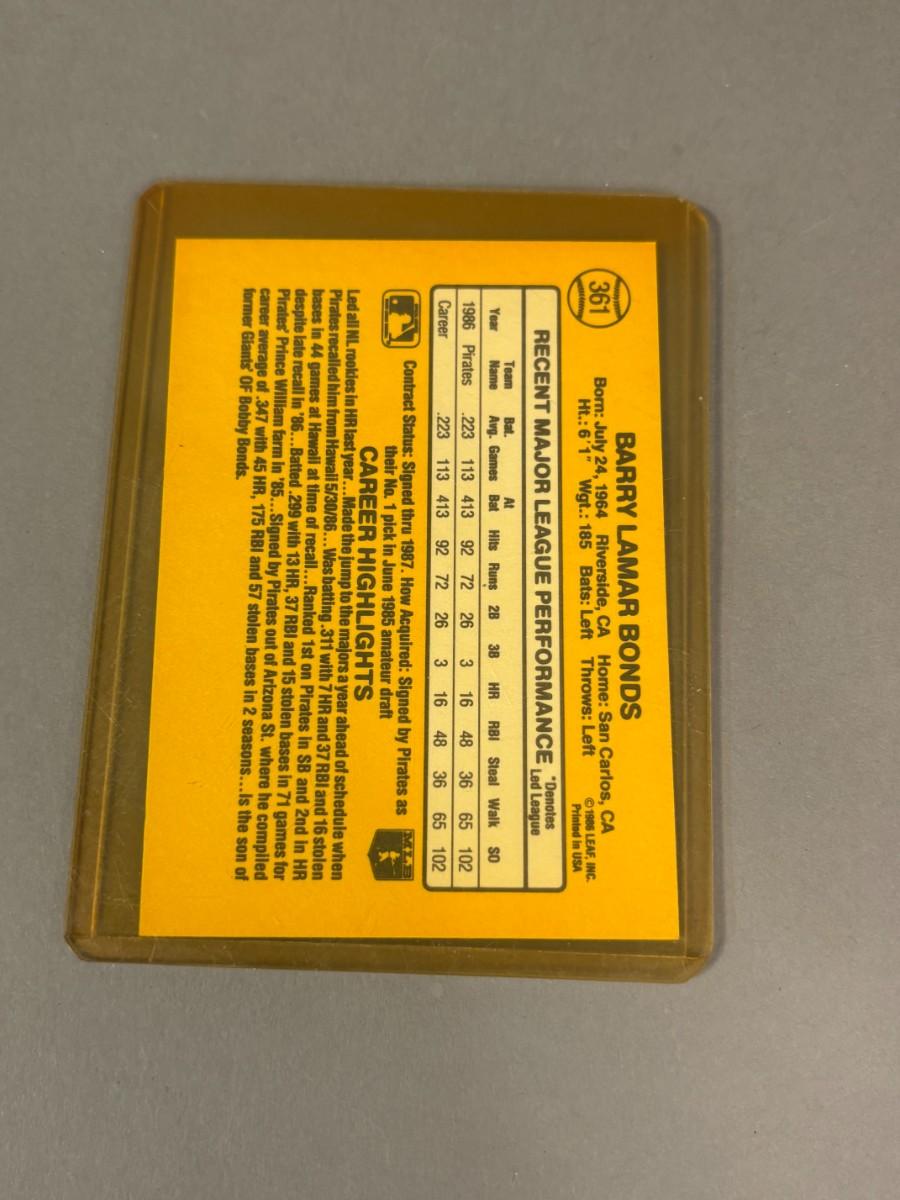 361
BARRY LAMAR BONDS
Born: July 24, 1964 Riverside, CA Home: San Carlos, CA
Ht.: 6'1" Wgt.: 185 Bats: Left Throws: Left
©1986 LEAF, INC.
Printed in USA
RECENT MAJOR LEAGUE PERFORMANCE
*Denotes
Led League
Year Team Name Bat. Avg. Games At Bat Hits Runs 2B 3B HR RBI Steal Walk SO
1986 Pirates .223 113 413 92 72 26 3 16 48 36 65 102
Career .223 113 413 92 72 26 3 16 48 36 65 102
Contract Status: Signed thru 1987. How Acquired: Signed by Pirates as
their No. 1 pick in June 1985 amateur draft
MLB
CAREER HIGHLIGHTS
Led all NL rookies in HR last year...Made the jump to the majors a year ahead of schedule when
Pirates recalled him from Hawaii 5/30/86...Was batting .311 with 7 HR and 37 RBI and 16 stolen
bases in 44 games at Hawaii at time of recall...Ranked 1st on Pirates in SB and 2nd in HR
despite late recall in '86...Batted .299 with 13 HR, 37 RBI and 15 stolen bases in 71 games for
Pirates' Prince William farm in '85...Signed by Pirates out of Arizona St. where he compiled
career average of .347 with 45 HR, 175 RBI and 57 stolen bases in 2 seasons...Is the son of
former Giants' OF Bobby Bonds.